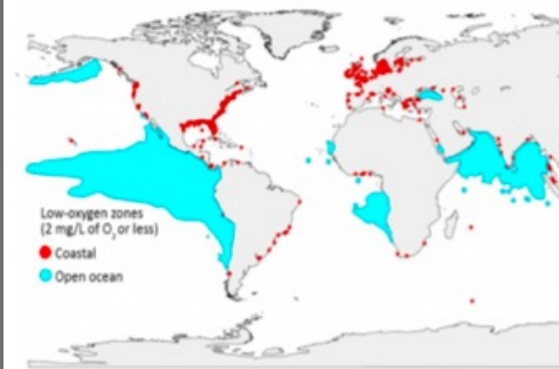 Low-oxygen zones
(2 mg/L of O₂ or less)
Coastal
Open ocean